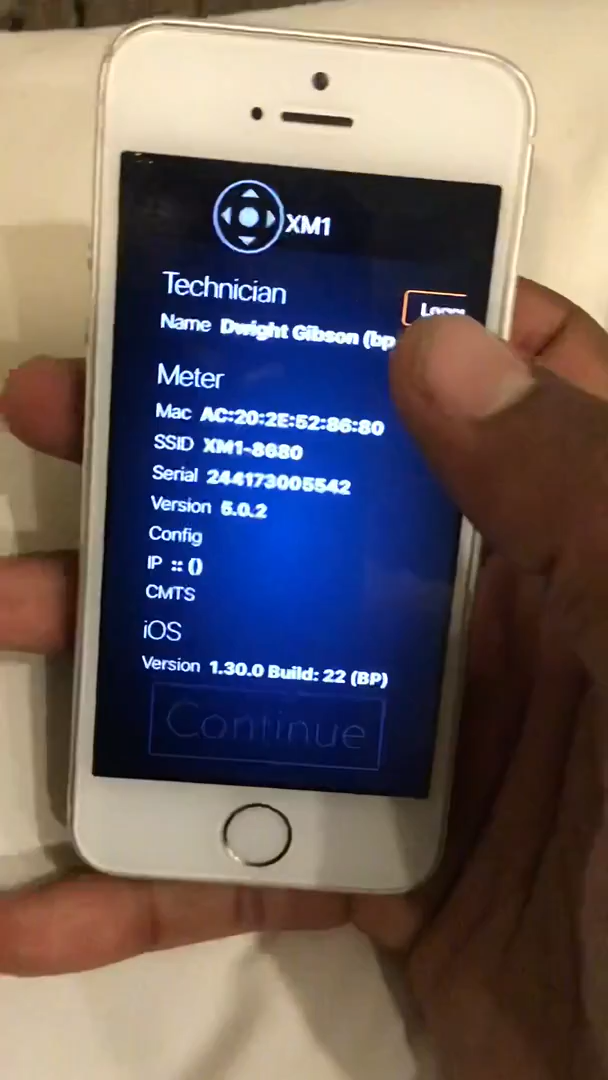 XM1
Technician
Name Dwight Gibson (bp
Meter
Mac AC:20:2E:52:86:80
SSID XM1-8680
Serial 244173005542
Version 5.0.2
Config
IP :: ()
CMTS
iOS
Version 1.30.0 Build: 22 (BP)
Continue